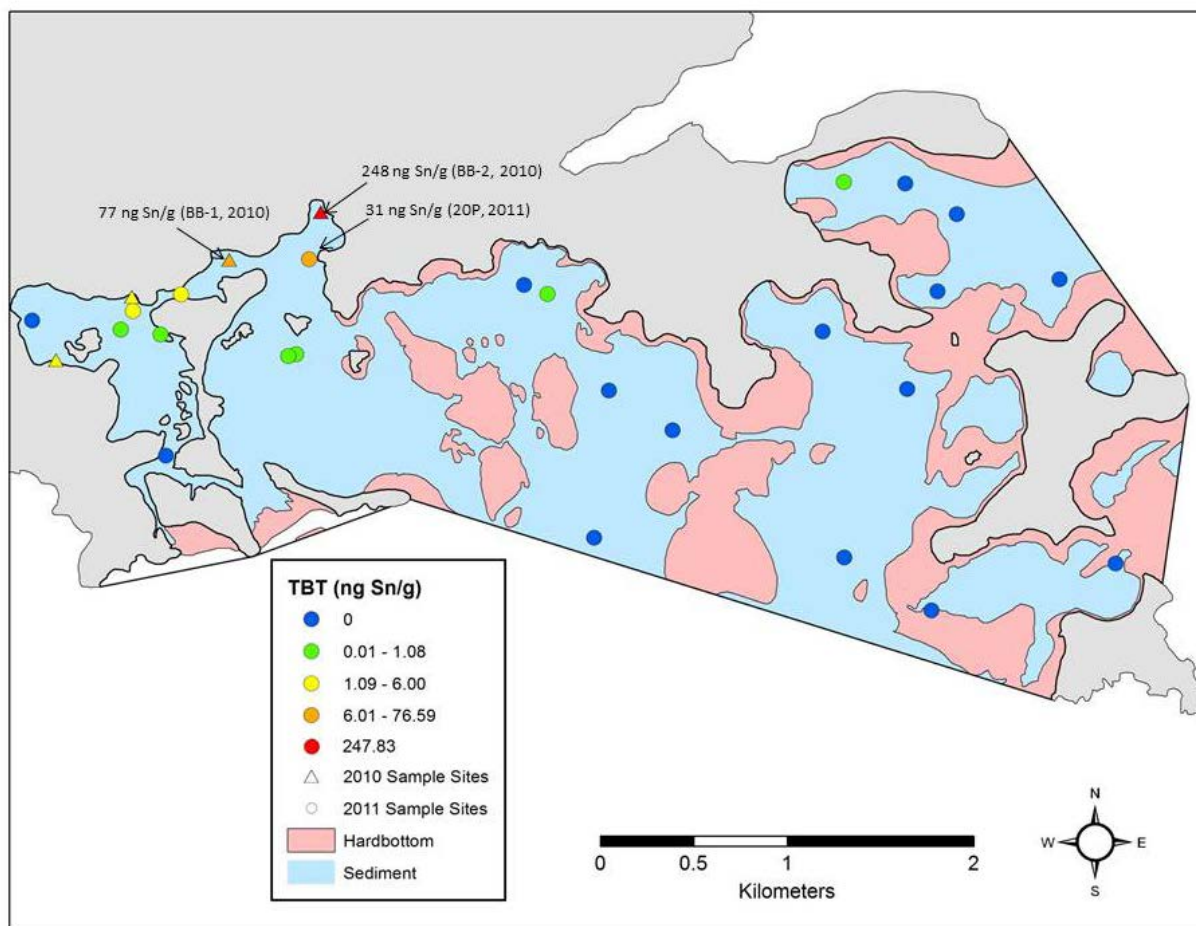 248 ng Sn/g (BB-2, 2010)
77 ng Sn/g (BB-1, 2010)
31 ng Sn/g (20P, 2011)
TBT (ng Sn/g)
0
0.01 - 1.08
1.09 - 6.00
6.01 - 76.59
247.83
2010 Sample Sites
2011 Sample Sites
Hardbottom
Sediment
0 0.5 1 2
Kilometers
N
W E
S